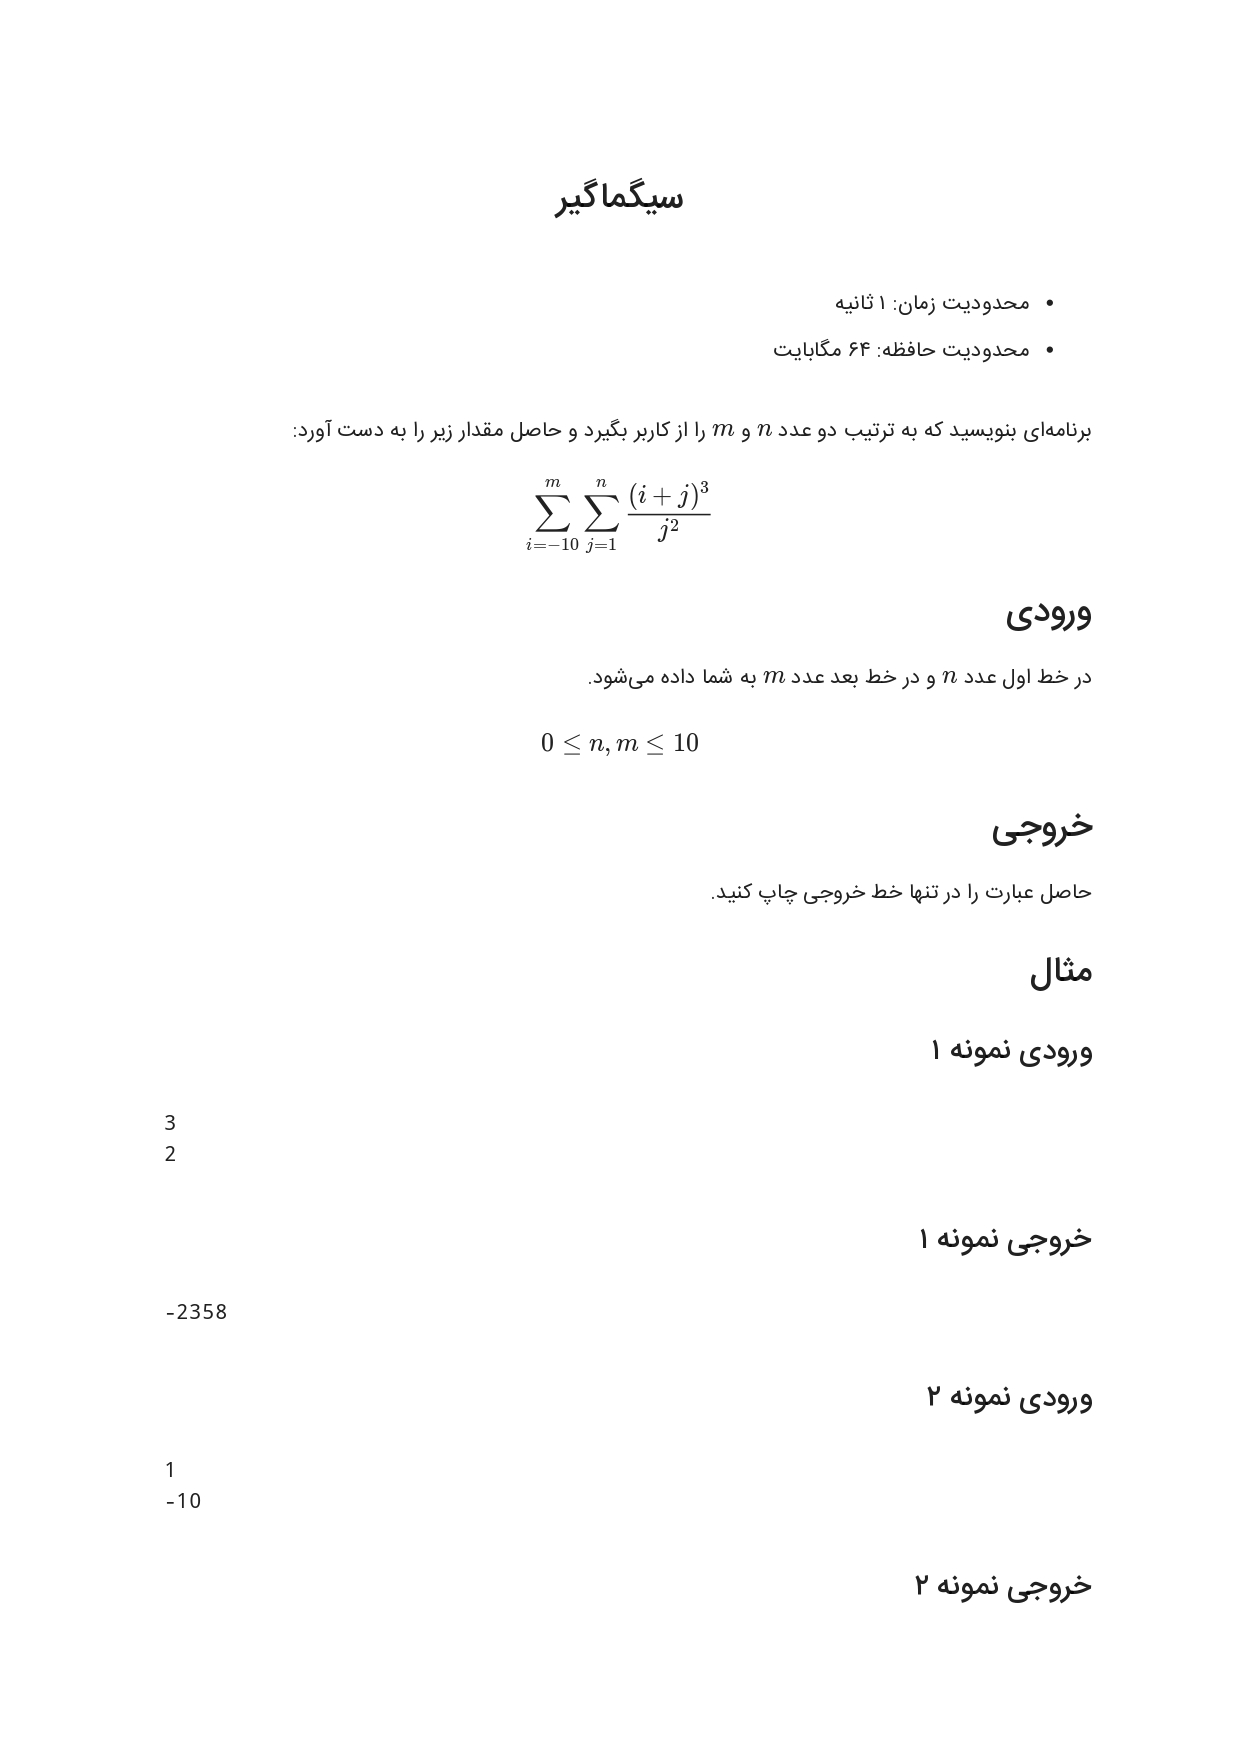 سیگماگیر
• محدودیت زمان: ۱ ثانیه
• محدودیت حافظه: ۶۴ مگابایت
برنامه‌ای بنویسید که به ترتیب دو عدد n و m را از کاربر بگیرد و حاصل مقدار زیر را به دست آورد:
\sum_{i=-10}^{m} \sum_{j=1}^{n} \frac{(i+j)^3}{j^2}
ورودی
در خط اول عدد n و در خط بعد عدد m به شما داده می‌شود.
0 ≤ n, m ≤ 10
خروجی
حاصل عبارت را در تنها خط خروجی چاپ کنید.
مثال
ورودی نمونه ۱
3
2
خروجی نمونه ۱
-2358
ورودی نمونه ۲
1
-10
خروجی نمونه ۲